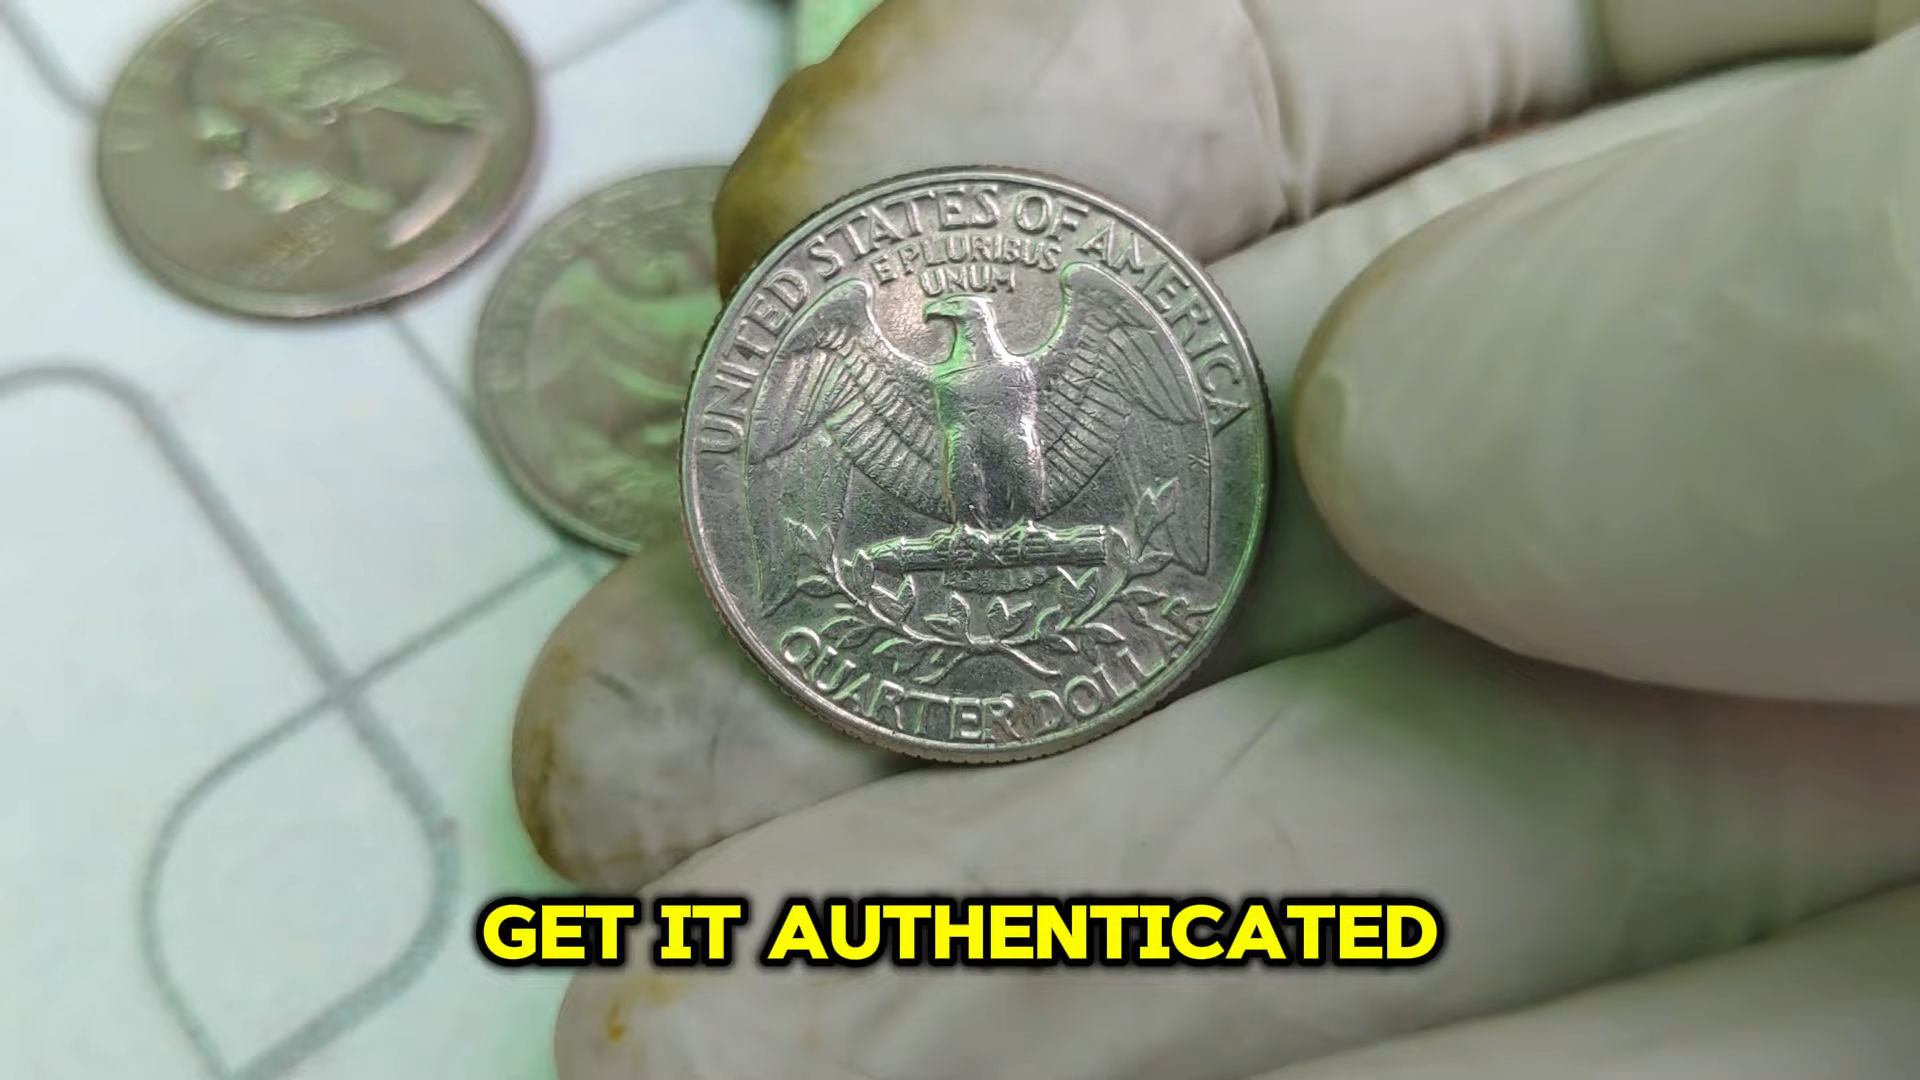 UNITED STATES OF AMERICA
E PLURIBUS
UNUM
QUARTER DOLLAR
GET IT AUTHENTICATED